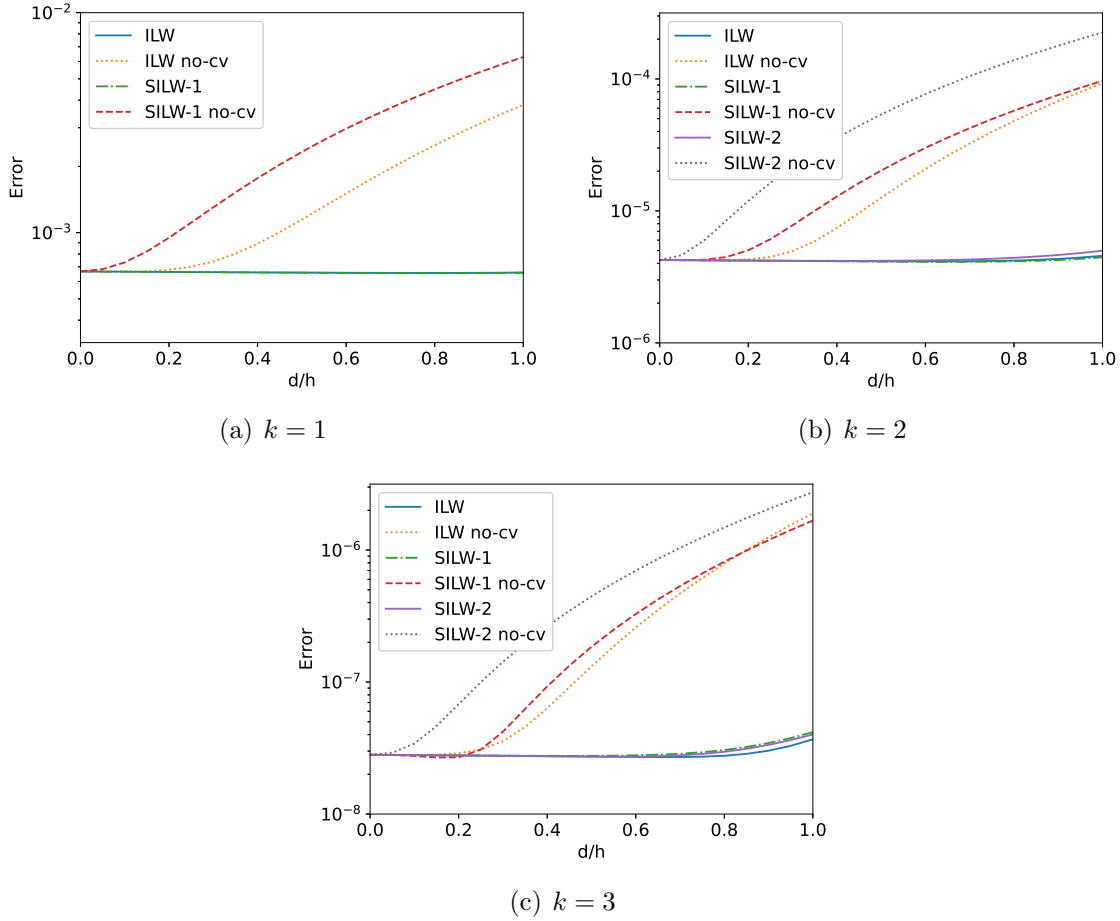 10^{-2}
10^{-3}
Error
ILW
ILW no-cv
SILW-1
SILW-1 no-cv
0.0 0.2 0.4 0.6 0.8 1.0
d/h
(a) k = 1
10^{-4}
10^{-5}
10^{-6}
Error
ILW
ILW no-cv
SILW-1
SILW-1 no-cv
SILW-2
SILW-2 no-cv
0.0 0.2 0.4 0.6 0.8 1.0
d/h
(b) k = 2
10^{-6}
10^{-7}
10^{-8}
Error
ILW
ILW no-cv
SILW-1
SILW-1 no-cv
SILW-2
SILW-2 no-cv
0.0 0.2 0.4 0.6 0.8 1.0
d/h
(c) k = 3